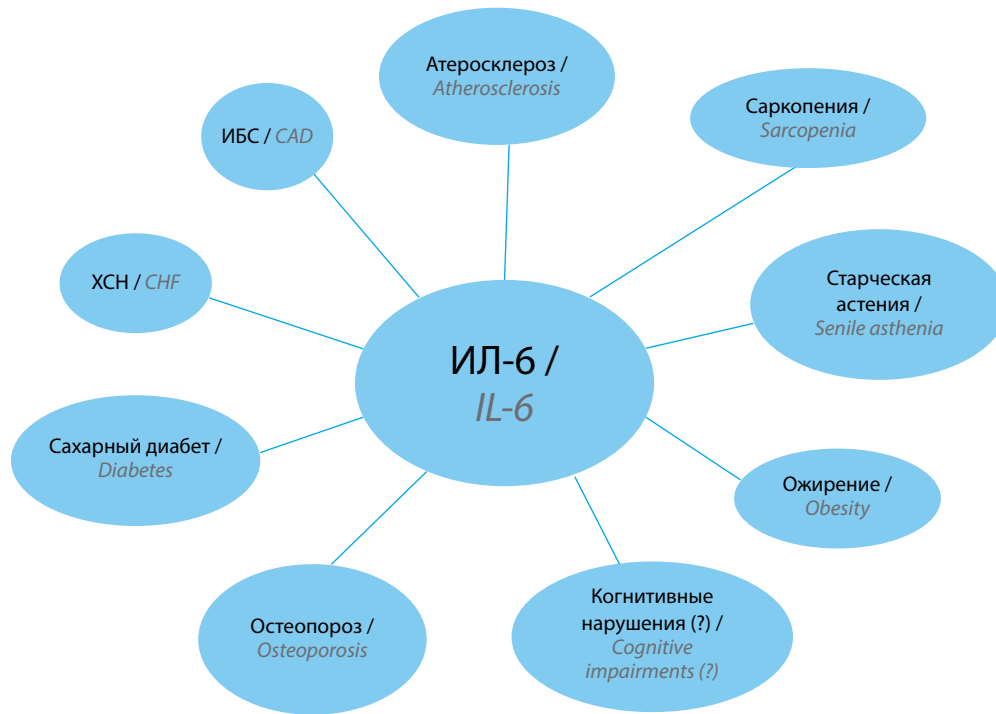 Атеросклероз /
Atherosclerosis
Саркопения /
Sarcopenia
ИБС / CAD
Старческая
астения /
Senile asthenia
ХСН / CHF
ИЛ-6 /
IL-6
Сахарный диабет /
Diabetes
Ожирение /
Obesity
Остеопороз /
Osteoporosis
Когнитивные
нарушения (?) /
Cognitive
impairments (?)